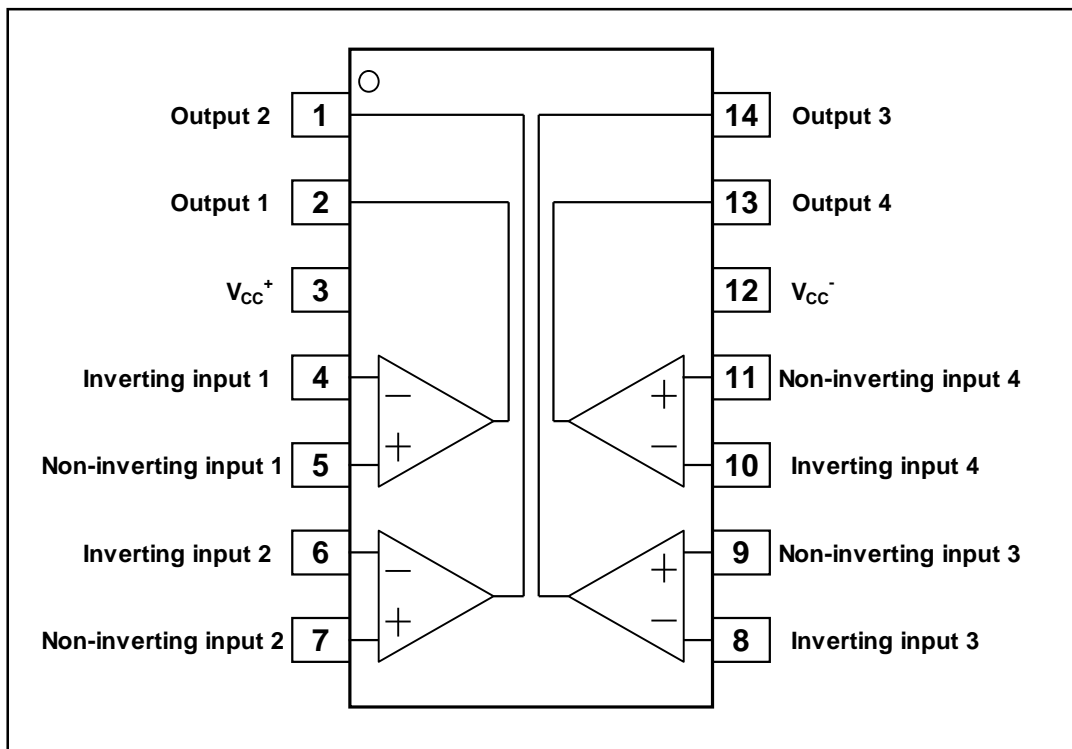 Output 2 1 14 Output 3
Output 1 2 13 Output 4
VCC+ 3 12 VCC-
Inverting input 1 4 − 11 Non-inverting input 4
+
Non-inverting input 1 5 + 10 Inverting input 4
−
Inverting input 2 6 − 9 Non-inverting input 3
+
Non-inverting input 2 7 + 8 Inverting input 3
−